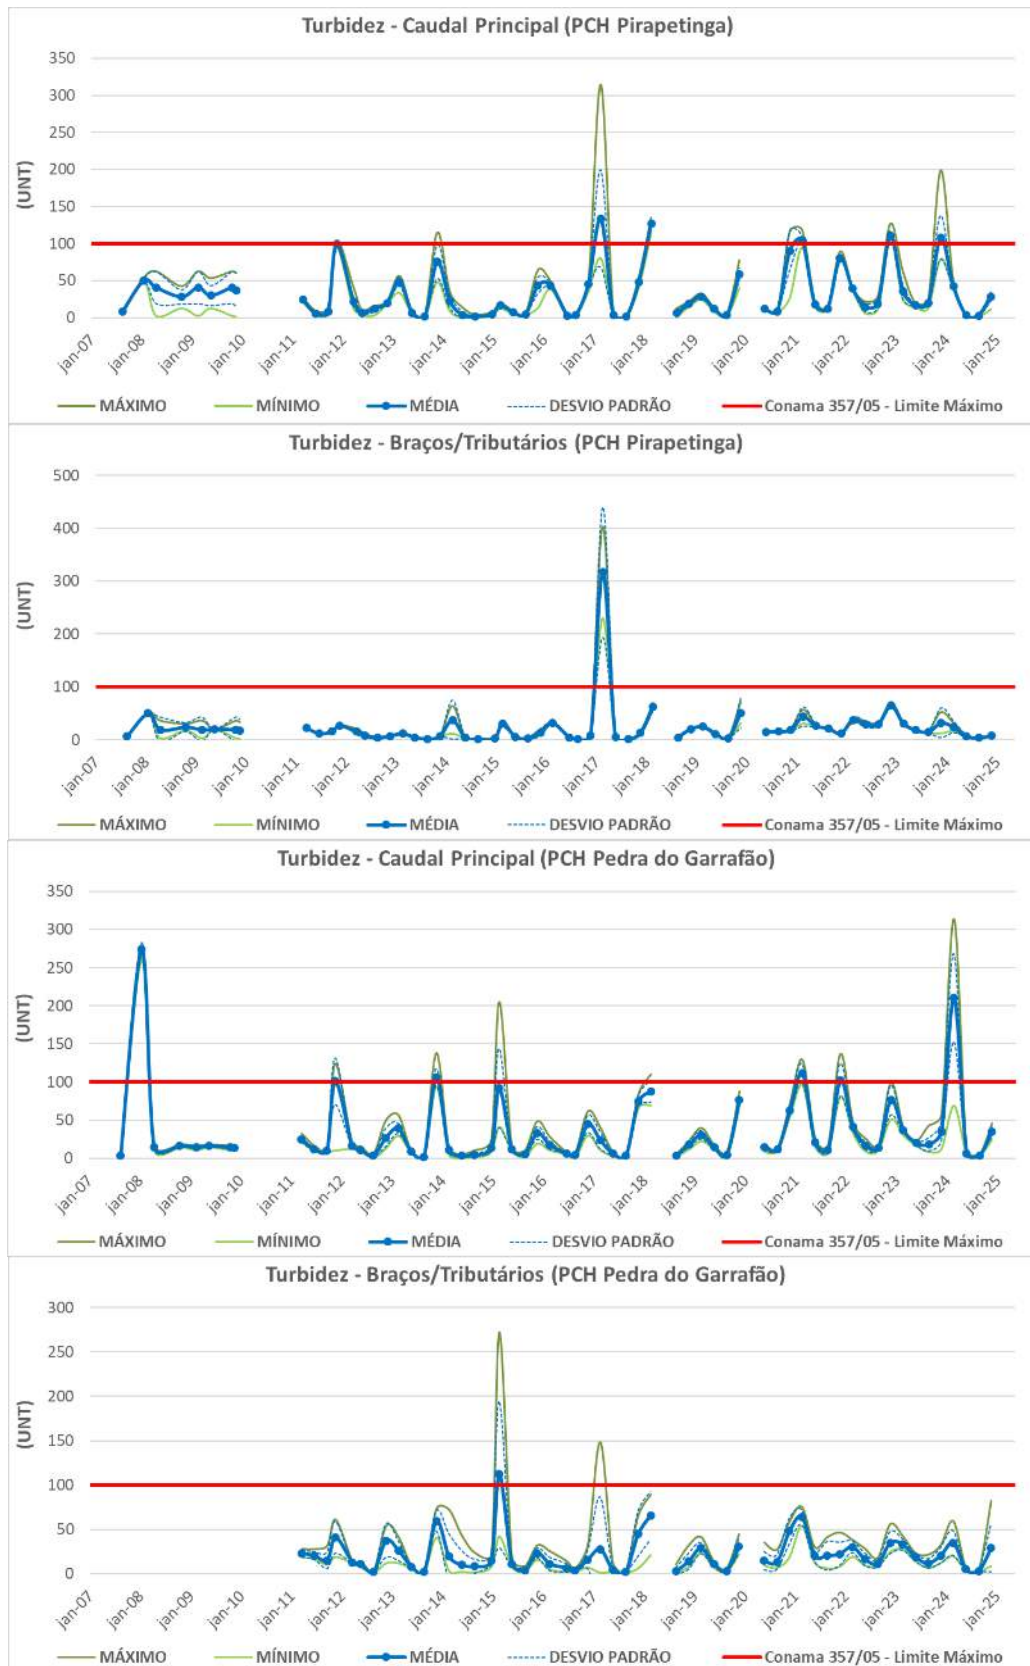 Turbidez - Caudal Principal (PCH Pirapetinga)
350
300
250
200
150
100
50
0
(UNT)
jan-07 jan-08 jan-09 jan-10 jan-11 jan-12 jan-13 jan-14 jan-15 jan-16 jan-17 jan-18 jan-19 jan-20 jan-21 jan-22 jan-23 jan-24 jan-25
MÁXIMO MÍNIMO MÉDIA DESVIO PADRÃO Conama 357/05 - Limite Máximo
Turbidez - Braços/Tributários (PCH Pirapetinga)
500
400
300
200
100
0
(UNT)
jan-07 jan-08 jan-09 jan-10 jan-11 jan-12 jan-13 jan-14 jan-15 jan-16 jan-17 jan-18 jan-19 jan-20 jan-21 jan-22 jan-23 jan-24 jan-25
MÁXIMO MÍNIMO MÉDIA DESVIO PADRÃO Conama 357/05 - Limite Máximo
Turbidez - Caudal Principal (PCH Pedra do Garrafão)
350
300
250
200
150
100
50
0
(UNT)
jan-07 jan-08 jan-09 jan-10 jan-11 jan-12 jan-13 jan-14 jan-15 jan-16 jan-17 jan-18 jan-19 jan-20 jan-21 jan-22 jan-23 jan-24 jan-25
MÁXIMO MÍNIMO MÉDIA DESVIO PADRÃO Conama 357/05 - Limite Máximo
Turbidez - Braços/Tributários (PCH Pedra do Garrafão)
300
250
200
150
100
50
0
(UNT)
jan-07 jan-08 jan-09 jan-10 jan-11 jan-12 jan-13 jan-14 jan-15 jan-16 jan-17 jan-18 jan-19 jan-20 jan-21 jan-22 jan-23 jan-24 jan-25
MÁXIMO MÍNIMO MÉDIA DESVIO PADRÃO Conama 357/05 - Limite Máximo